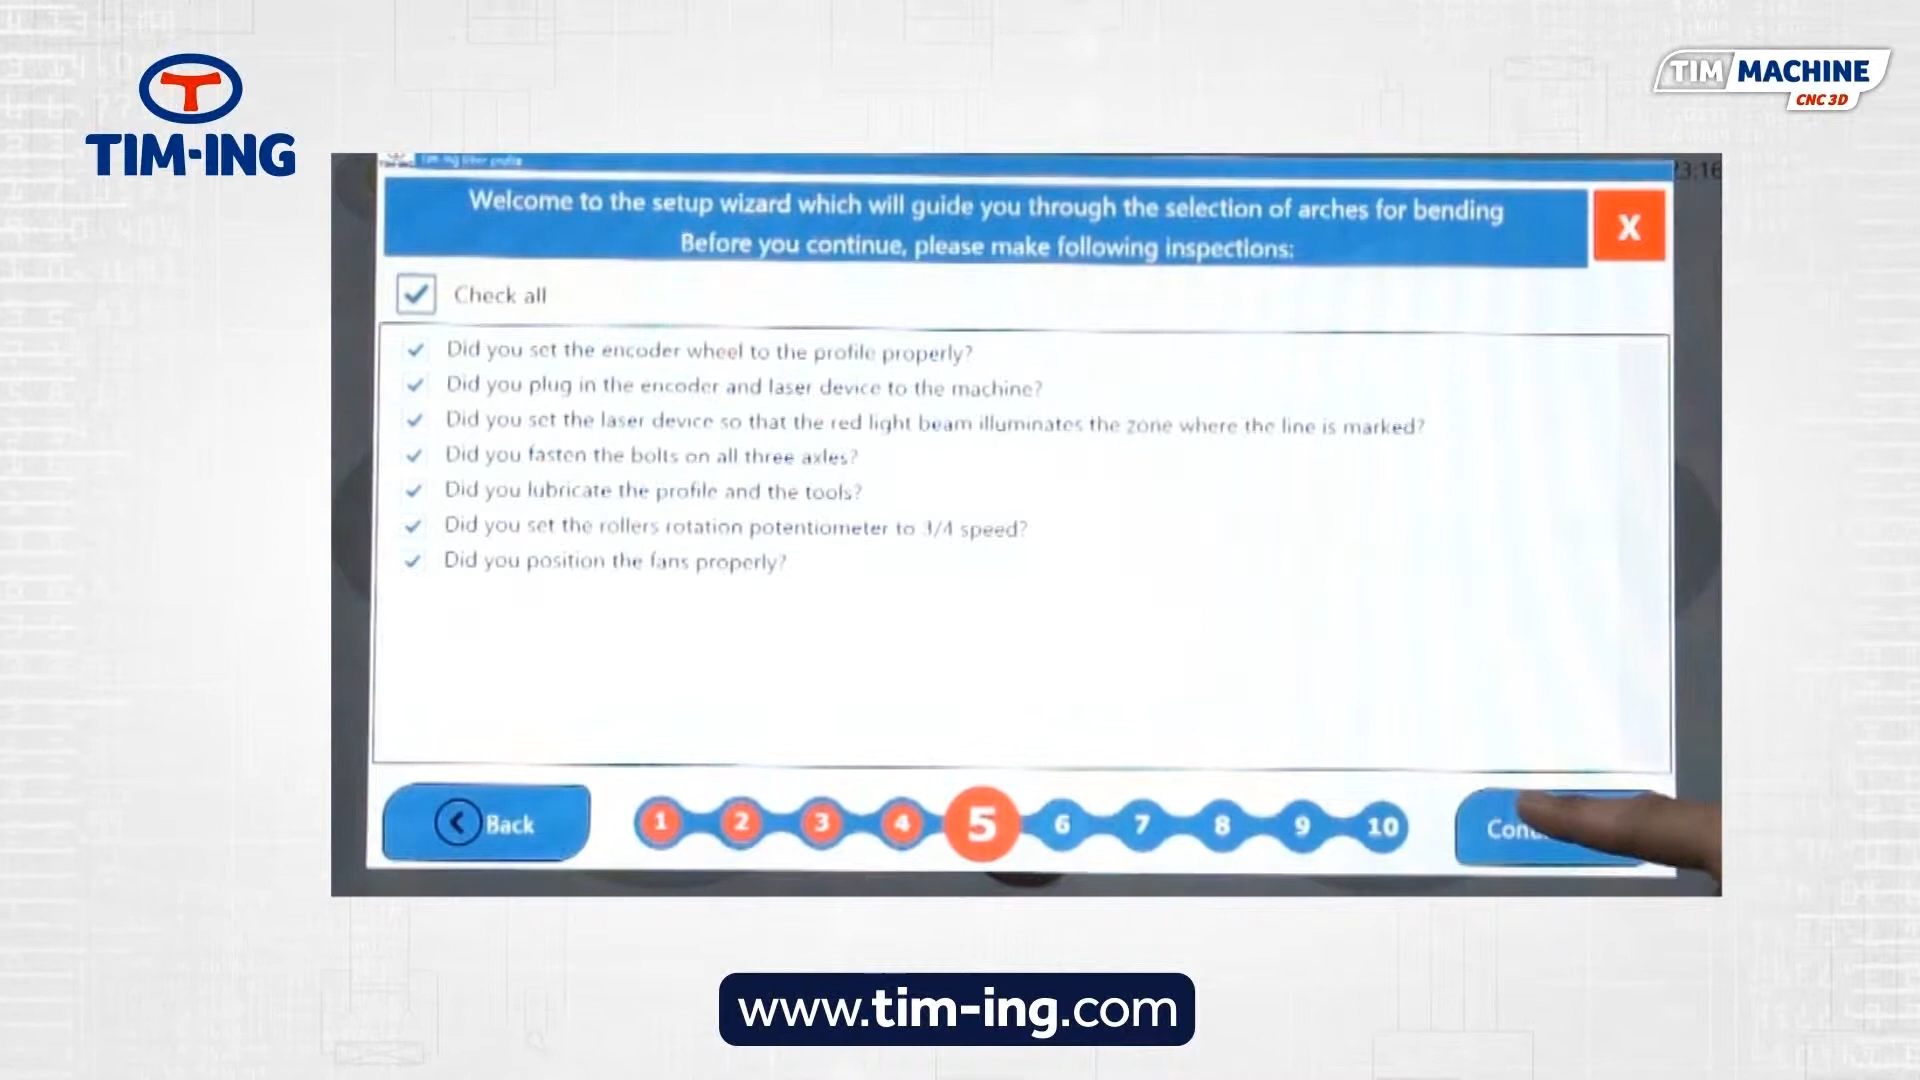 TIM-ING
TIM MACHINE
CNC 3D
Welcome to the setup wizard which will guide you through the selection of arches for bending
Before you continue, please make following inspections:
X
Check all
Did you set the encoder wheel to the profile properly?
Did you plug in the encoder and laser device to the machine?
Did you set the laser device so that the red light beam illuminates the zone where the line is marked?
Did you fasten the bolts on all three axles?
Did you lubricate the profile and the tools?
Did you set the rollers rotation potentiometer to 3/4 speed?
Did you position the fans properly?
Back
1 2 3 4 5 6 7 8 9 10
www.tim-ing.com